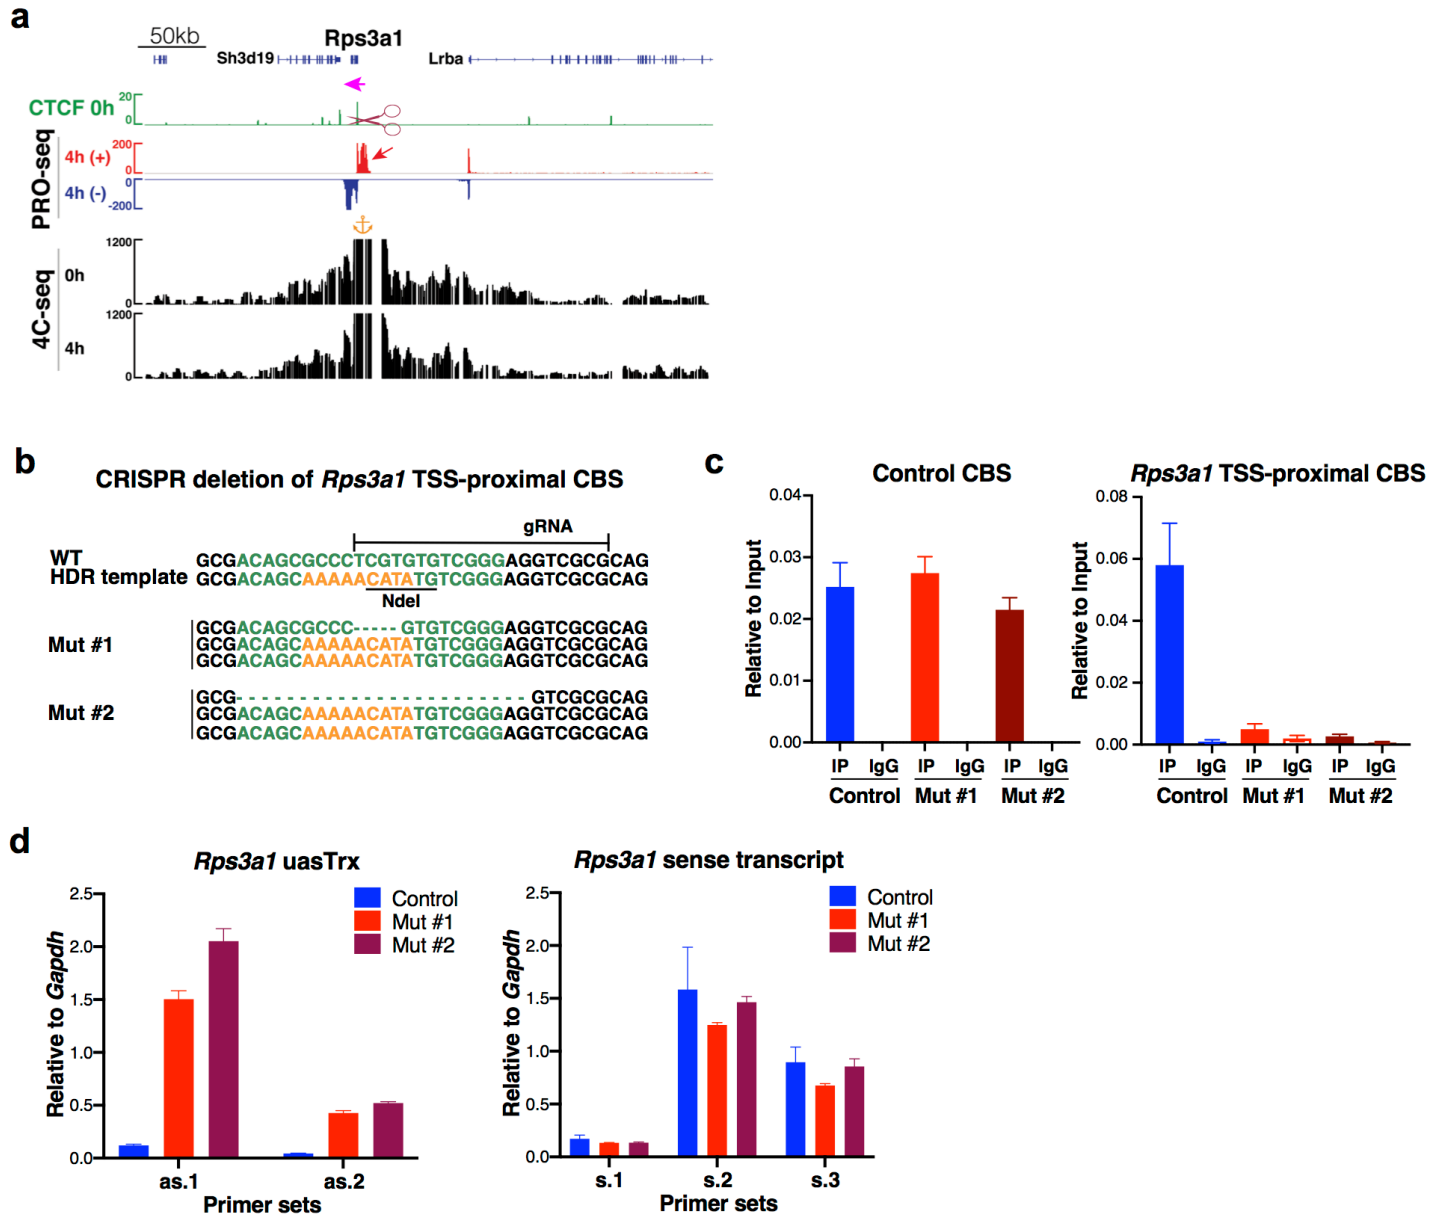 a
50kb
Rps3a1
Sh3d19
Lrba
CTCF 0h
20
0
PRO-seq
4h (+)
200
0
4h (-)
0
-200
4C-seq
0h
1200
0
4h
1200
0
b
CRISPR deletion of Rps3a1 TSS-proximal CBS
gRNA
WT GCGACAGCGCCCTCGTGTGTCGGGAGGTCGCGCAG
HDR template GCGACAGCAAAAACATATGTCGGGAGGTCGCGCAG
NdeI
Mut #1
GCGACAGCGCCC-----GTGTCGGGAGGTCGCGCAG
GCGACAGCAAAAACATATGTCGGGAGGTCGCGCAG
GCGACAGCAAAAACATATGTCGGGAGGTCGCGCAG
Mut #2
GCG----------------------GTCGCGCAG
GCGACAGCAAAAACATATGTCGGGAGGTCGCGCAG
GCGACAGCAAAAACATATGTCGGGAGGTCGCGCAG
c
Control CBS
Relative to Input
0.04
0.03
0.02
0.01
0.00
IP IgG IP IgG IP IgG
Control Mut #1 Mut #2
Rps3a1 TSS-proximal CBS
Relative to Input
0.08
0.06
0.04
0.02
0.00
IP IgG IP IgG IP IgG
Control Mut #1 Mut #2
d
Rps3a1 uasTrx
Control
Mut #1
Mut #2
Relative to Gapdh
2.5
2.0
1.5
1.0
0.5
0.0
as.1 as.2
Primer sets
Rps3a1 sense transcript
Control
Mut #1
Mut #2
Relative to Gapdh
2.5
2.0
1.5
1.0
0.5
0.0
s.1 s.2 s.3
Primer sets